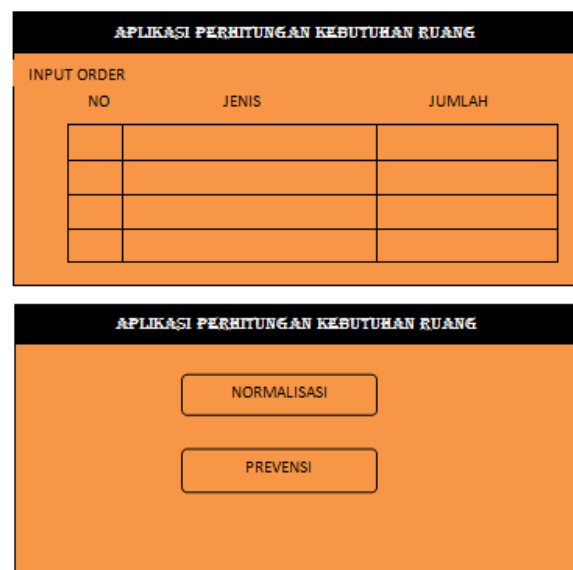 APLIKASI PERHITUNGAN KEBUTUHAN RUANG
INPUT ORDER
NO JENIS JUMLAH
APLIKASI PERHITUNGAN KEBUTUHAN RUANG
NORMALISASI
PREVENSI